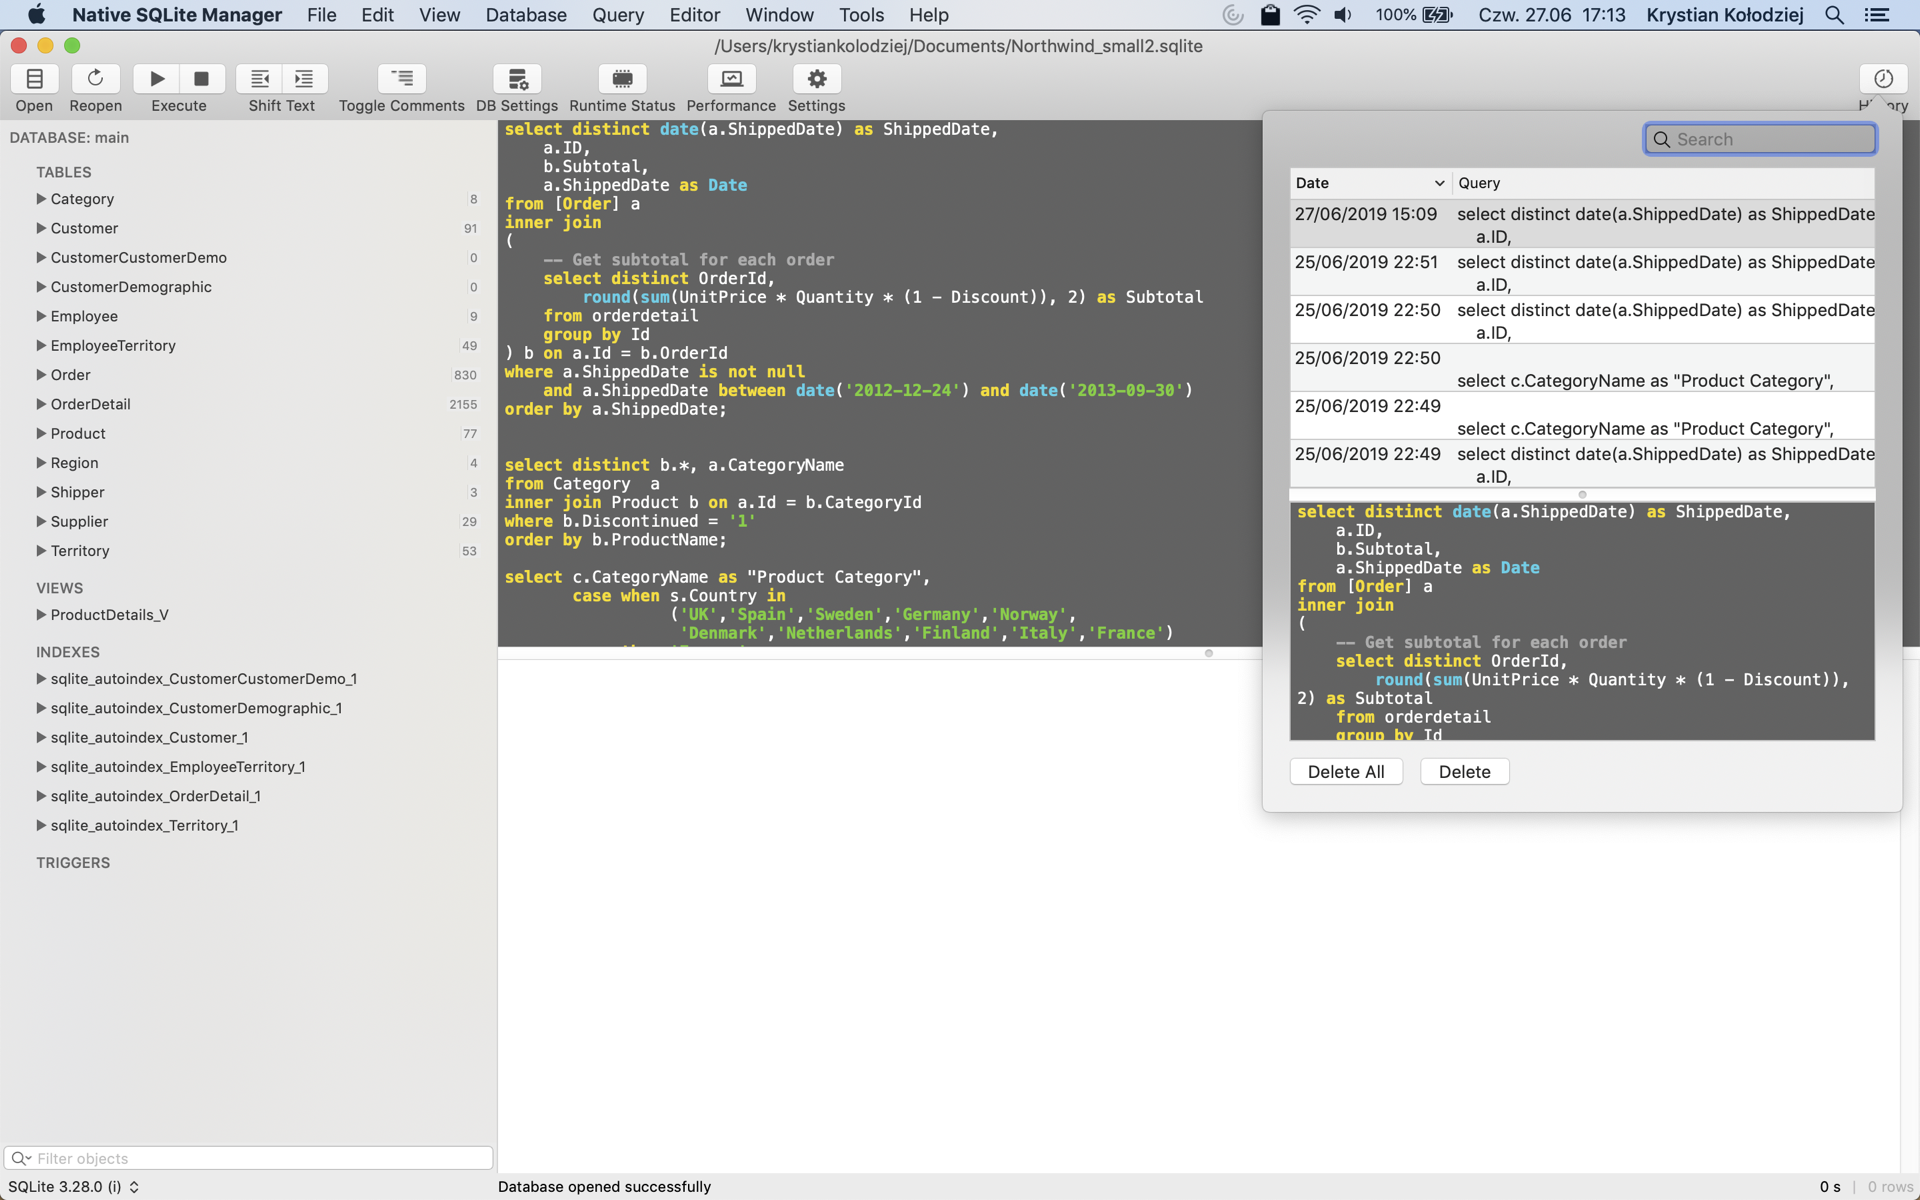 Native SQLite Manager File Edit View Database Query Editor Window Tools Help 100% Czw. 27.06 17:13 Krystian Kołodziej
/Users/krystiankolodziej/Documents/Northwind_small2.sqlite
Open Reopen Execute Shift Text Toggle Comments DB Settings Runtime Status Performance Settings
DATABASE: main
TABLES
Category 8
Customer 91
CustomerCustomerDemo 0
CustomerDemographic 0
Employee 9
EmployeeTerritory 49
Order 830
OrderDetail 2155
Product 77
Region 4
Shipper 3
Supplier 29
Territory 53
VIEWS
ProductDetails_V
INDEXES
sqlite_autoindex_CustomerCustomerDemo_1
sqlite_autoindex_CustomerDemographic_1
sqlite_autoindex_Customer_1
sqlite_autoindex_EmployeeTerritory_1
sqlite_autoindex_OrderDetail_1
sqlite_autoindex_Territory_1
TRIGGERS
Filter objects
SQLite 3.28.0 (i)
select distinct date(a.ShippedDate) as ShippedDate,
a.ID,
b.Subtotal,
a.ShippedDate as Date
from [Order] a
inner join
(
-- Get subtotal for each order
select distinct OrderId,
round(sum(UnitPrice * Quantity * (1 - Discount)), 2) as Subtotal
from orderdetail
group by Id
) b on a.Id = b.OrderId
where a.ShippedDate is not null
and a.ShippedDate between date('2012-12-24') and date('2013-09-30')
order by a.ShippedDate;
select distinct b.*, a.CategoryName
from Category a
inner join Product b on a.Id = b.CategoryId
where b.Discontinued = '1'
order by b.ProductName;
select c.CategoryName as "Product Category",
case when s.Country in
('UK','Spain','Sweden','Germany','Norway',
'Denmark','Netherlands','Finland','Italy','France')
Search
Date Query
27/06/2019 15:09 select distinct date(a.ShippedDate) as ShippedDate
a.ID,
25/06/2019 22:51 select distinct date(a.ShippedDate) as ShippedDate
a.ID,
25/06/2019 22:50 select distinct date(a.ShippedDate) as ShippedDate
a.ID,
25/06/2019 22:50
select c.CategoryName as "Product Category",
25/06/2019 22:49
select c.CategoryName as "Product Category",
25/06/2019 22:49 select distinct date(a.ShippedDate) as ShippedDate
a.ID,
select distinct date(a.ShippedDate) as ShippedDate,
a.ID,
b.Subtotal,
a.ShippedDate as Date
from [Order] a
inner join
(
-- Get subtotal for each order
select distinct OrderId,
round(sum(UnitPrice * Quantity * (1 - Discount)),
2) as Subtotal
from orderdetail
group by Id
Delete All Delete
Database opened successfully
0 s | 0 rows